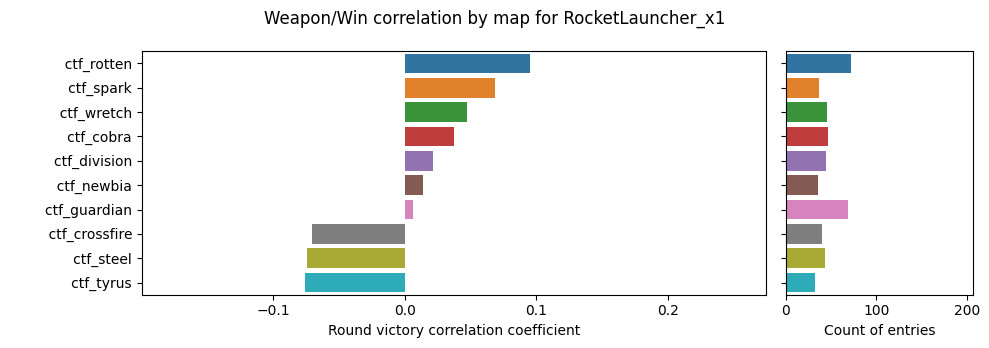 Weapon/Win correlation by map for RocketLauncher_x1
ctf_rotten
ctf_spark
ctf_wretch
ctf_cobra
ctf_division
ctf_newbia
ctf_guardian
ctf_crossfire
ctf_steel
ctf_tyrus
−0.1 0.0 0.1 0.2
Round victory correlation coefficient
0 100 200
Count of entries